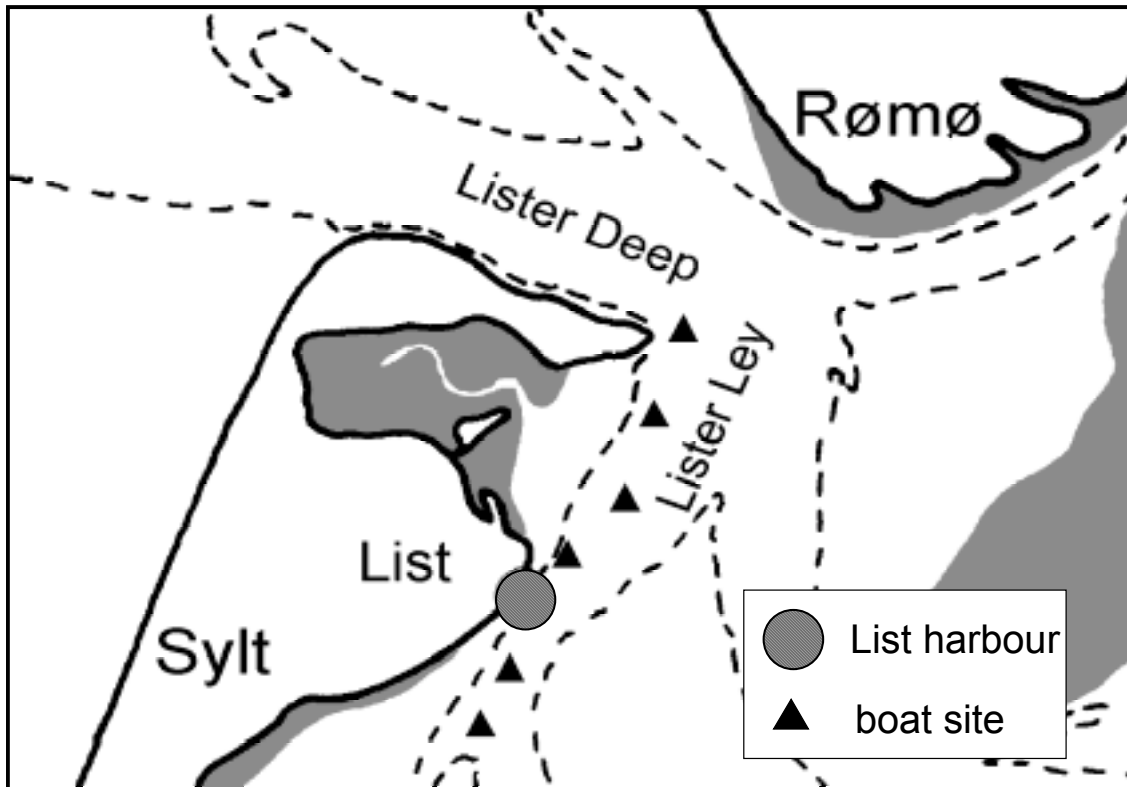 Rømø
Lister Deep
Lister Ley
List
Sylt
List harbour
boat site